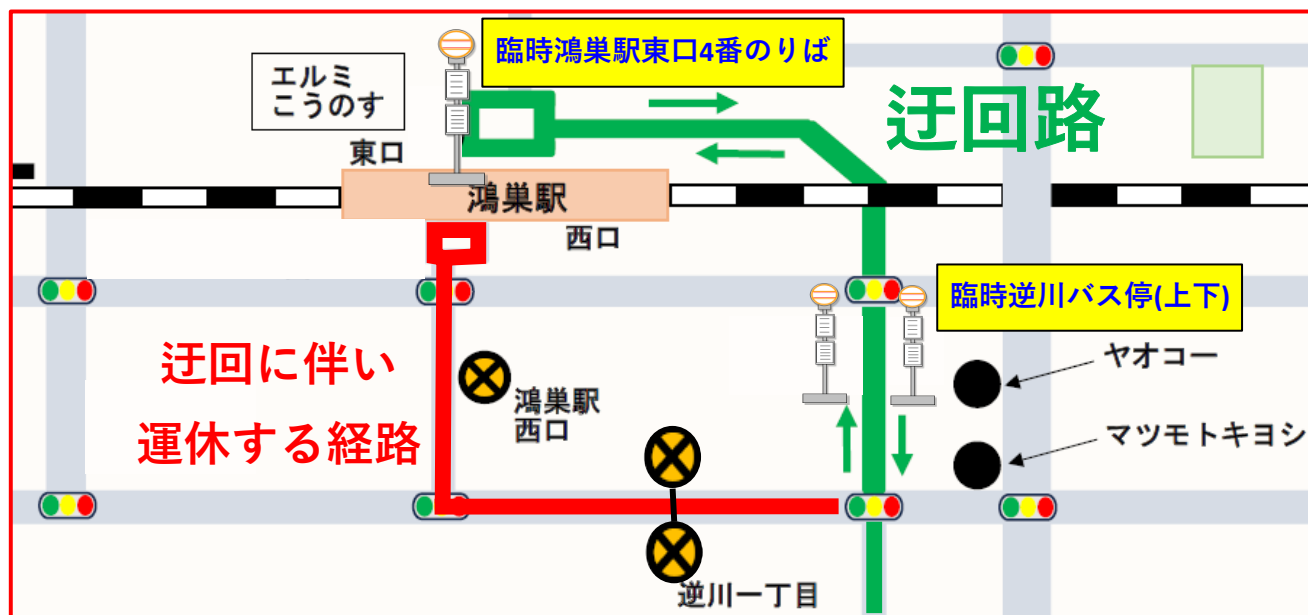 臨時鴻巣駅東口4番のりば
エルミ
こうのす
迂回路
東口
鴻巣駅
西口
臨時逆川バス停(上下)
迂回に伴い
運休する経路
鴻巣駅
西口
ヤオコー
マツモトキヨシ
逆川一丁目